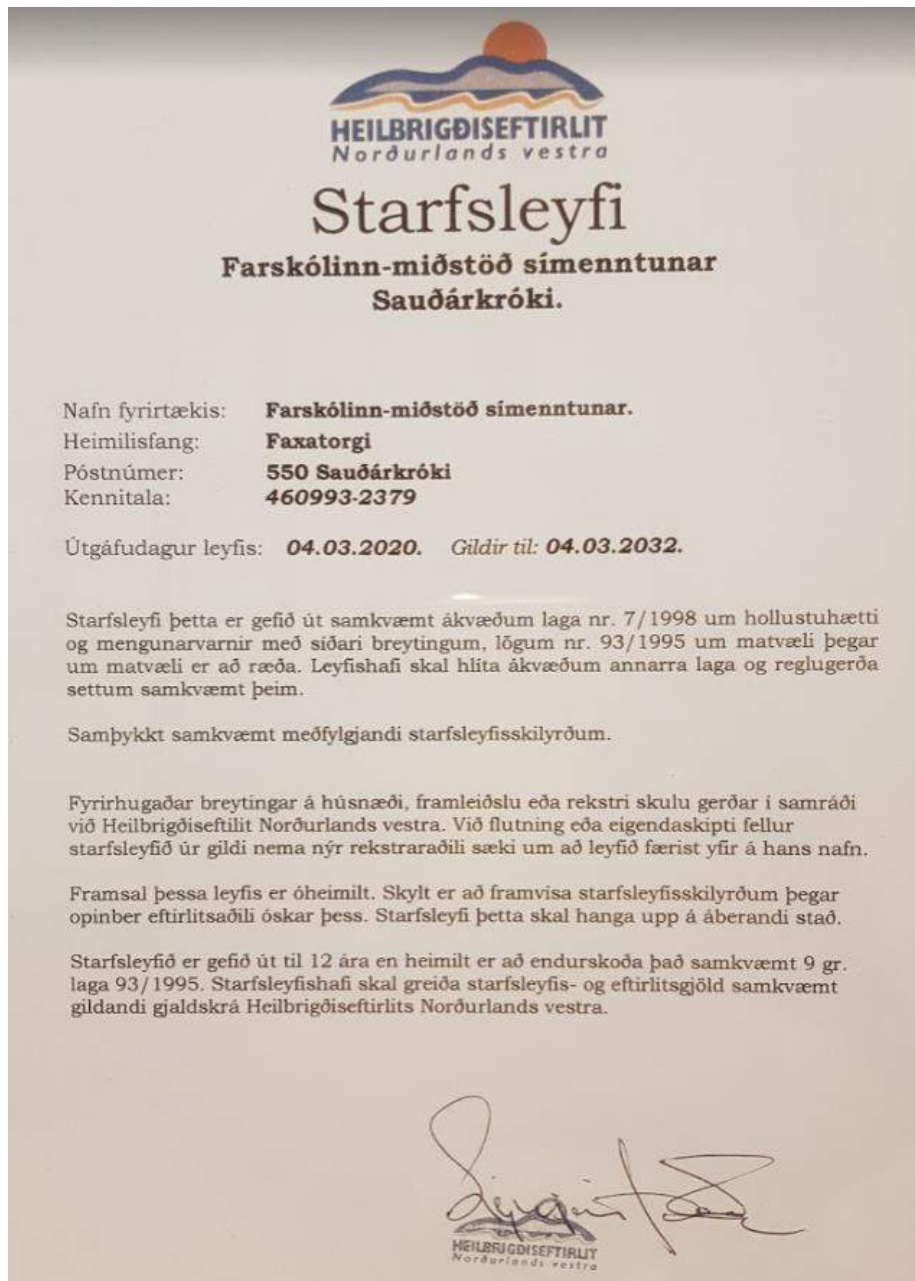 HEILBRIGÐISEFTIRLIT
Norðurlands vestra
Starfsleyfi
Farskólinn-miðstöð símenntunar
Sauðárkróki.
Nafn fyrirtækis: Farskólinn-miðstöð símenntunar.
Heimilisfang: Faxatorgi
Póstnúmer: 550 Sauðárkróki
Kennitala: 460993-2379
Útgáfudagur leyfis: 04.03.2020. Gildir til: 04.03.2032.
Starfsleyfi þetta er gefið út samkvæmt ákvæðum laga nr. 7/1998 um hollustuhætti
og mengunarvarnir með síðari breytingum, lögum nr. 93/1995 um matvæli þegar
um matvæli er að ræða. Leyfishafi skal hlíta ákvæðum annarra laga og reglugerða
settum samkvæmt þeim.
Samþykkt samkvæmt meðfylgjandi starfsleyfisskilyrðum.
Fyrirhugaðar breytingar á húsnæði, framleiðslu eða rekstri skulu gerðar í samráði
við Heilbrigðiseftilit Norðurlands vestra. Við flutning eða eigendaskipti fellur
starfsleyfið úr gildi nema nýr rekstraraðili sæki um að leyfið færist yfir á hans nafn.
Framsal þessa leyfis er óheimilt. Skylt er að framvísa starfsleyfisskilyrðum þegar
opinber eftirlitsaðili óskar þess. Starfsleyfi þetta skal hanga upp á áberandi stað.
Starfsleyfið er gefið út til 12 ára en heimilt er að endurskoða það samkvæmt 9 gr.
laga 93/1995. Starfsleyfishafi skal greiða starfsleyfis- og eftirlitsgjöld samkvæmt
gildandi gjaldskrá Heilbrigðiseftirlits Norðurlands vestra.
HEILBRIGÐISEFTIRLIT
Norðurlands vestra